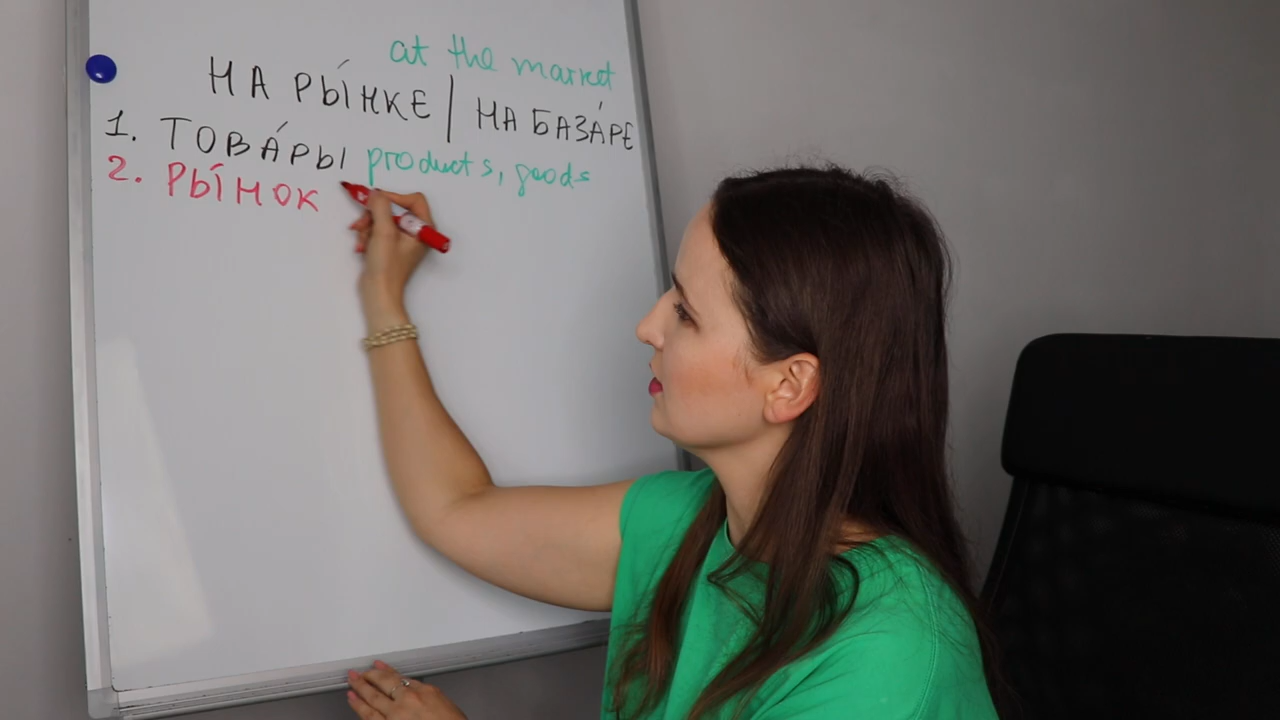 at the market
НА РЫ́НКЕ | НА БАЗА́РЕ
1. ТОВА́РЫ products, goods
2. РЫ́НОК